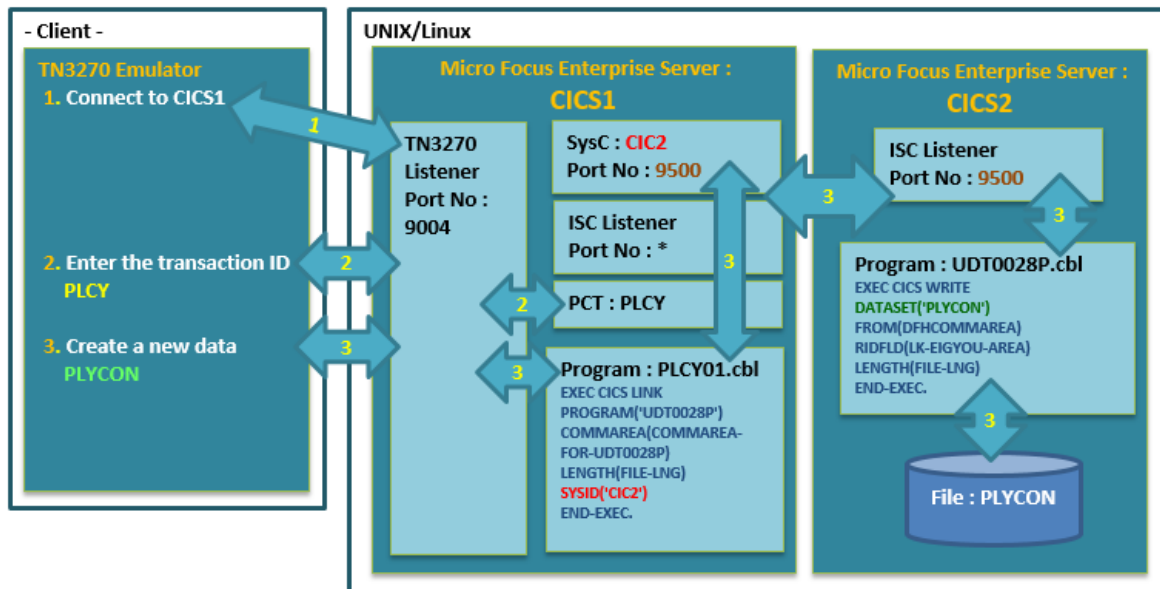 - Client -
TN3270 Emulator
1. Connect to CICS1
2. Enter the transaction ID
PLCY
3. Create a new data
PLYCON
1
2
3
UNIX/Linux
Micro Focus Enterprise Server :
CICS1
TN3270
Listener
Port No :
9004
SysC : CIC2
Port No : 9500
ISC Listener
Port No : *
PCT : PLCY
2
3
3
Program : PLCY01.cbl
EXEC CICS LINK
PROGRAM('UDT0028P')
COMMAREA(COMMAREA-
FOR-UDT0028P)
LENGTH(FILE-LNG)
SYSID('CIC2')
END-EXEC.
3
Micro Focus Enterprise Server :
CICS2
ISC Listener
Port No : 9500
3
Program : UDT0028P.cbl
EXEC CICS WRITE
DATASET('PLYCON')
FROM(DFHCOMMAREA)
RIDFLD(LK-EIGYOU-AREA)
LENGTH(FILE-LNG)
END-EXEC.
3
File : PLYCON